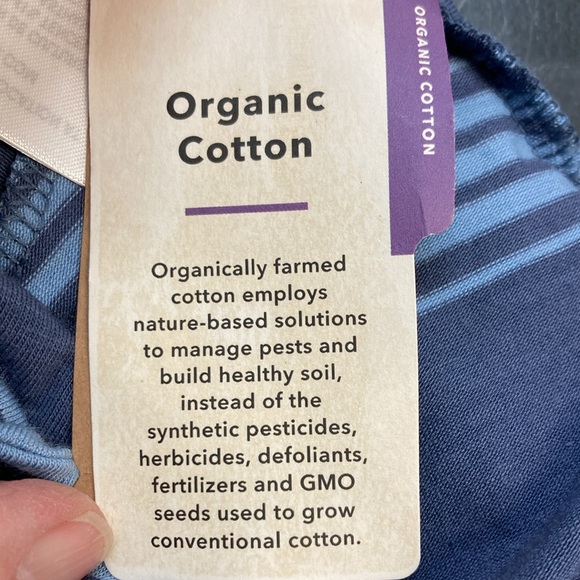 Organic
Cotton
Organically farmed
cotton employs
nature-based solutions
to manage pests and
build healthy soil,
instead of the
synthetic pesticides,
herbicides, defoliants,
fertilizers and GMO
seeds used to grow
conventional cotton.
ORGANIC COTTON